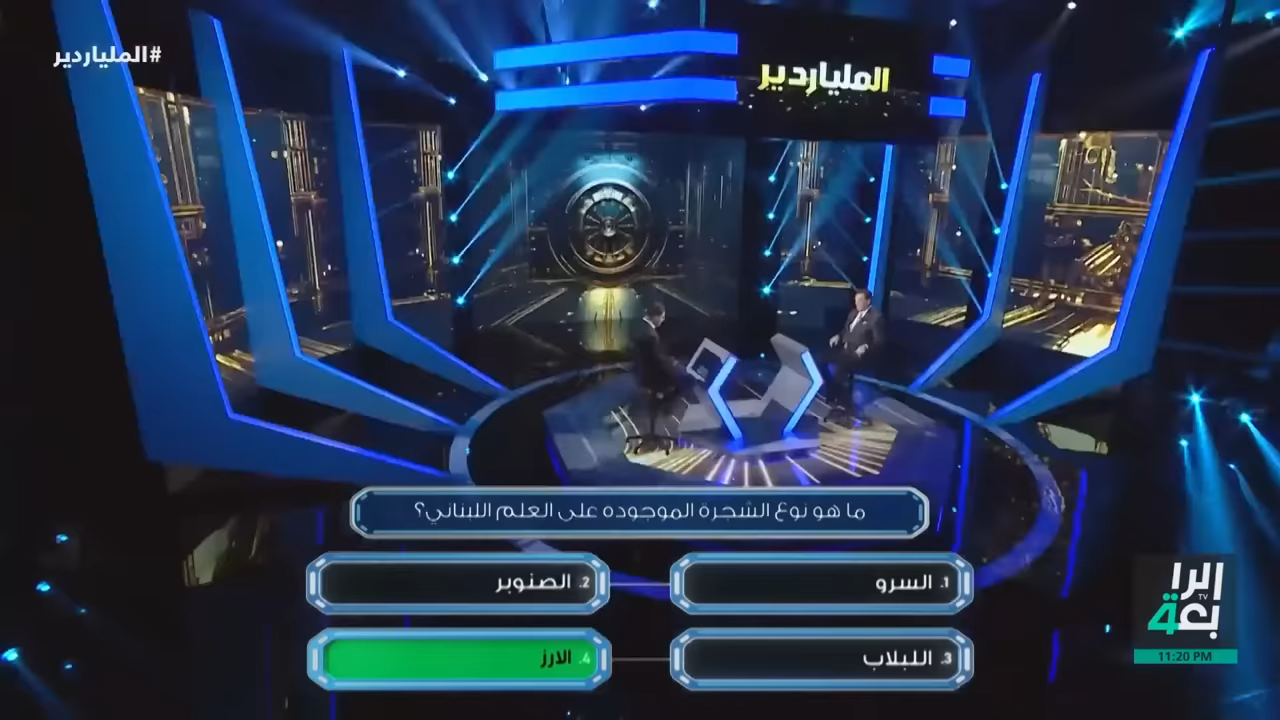 #الملياردير
الملياردير
ما هو نوع الشجرة الموجوده على العلم اللبناني؟
1. السرو
2. الصنوبر
3. اللبلاب
4. الارز
الرا
TV
بعة
4
11:20 PM